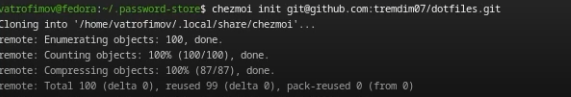 vatrofimov@fedora:~/.password-store$ chezmoi init git@github.com:tremdim07/dotfiles.git
Cloning into '/home/vatrofimov/.local/share/chezmoi'...
remote: Enumerating objects: 100, done.
remote: Counting objects: 100% (100/100), done.
remote: Compressing objects: 100% (87/87), done.
remote: Total 100 (delta 0), reused 99 (delta 0), pack-reused 0 (from 0)